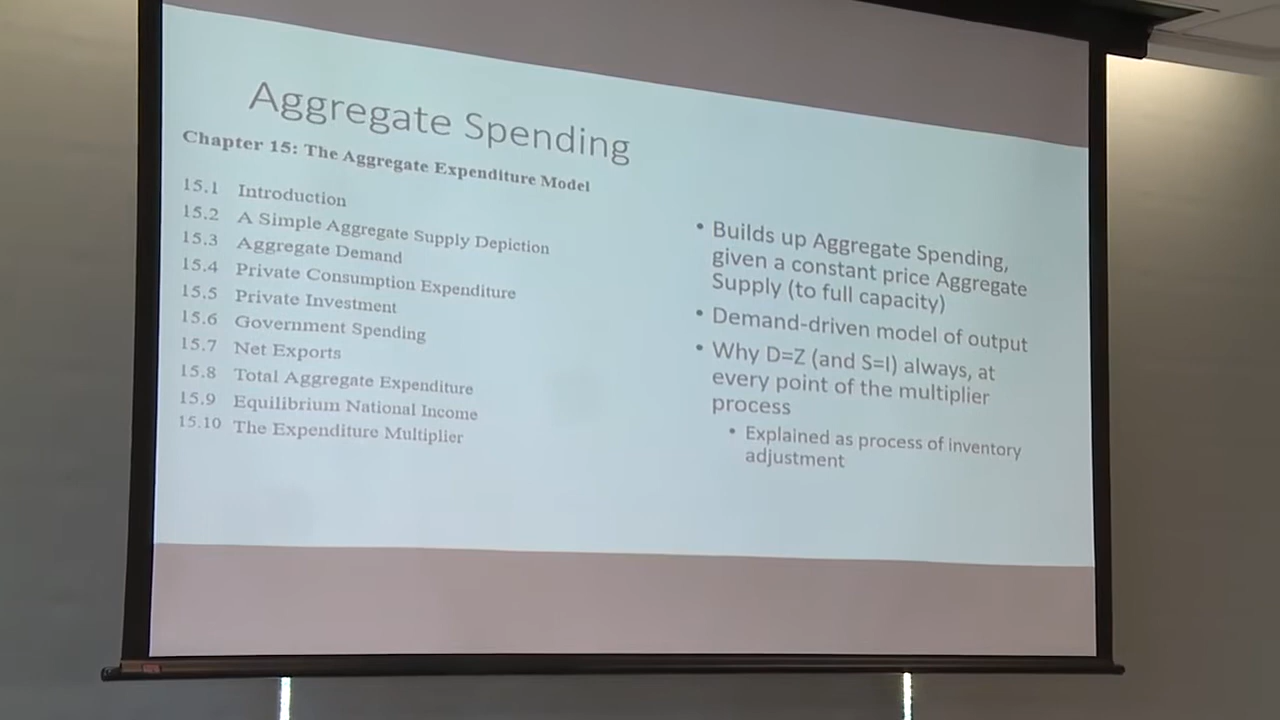 Aggregate Spending
Chapter 15: The Aggregate Expenditure Model
15.1 Introduction
15.2 A Simple Aggregate Supply Depiction
15.3 Aggregate Demand
15.4 Private Consumption Expenditure
15.5 Private Investment
15.6 Government Spending
15.7 Net Exports
15.8 Total Aggregate Expenditure
15.9 Equilibrium National Income
15.10 The Expenditure Multiplier
• Builds up Aggregate Spending,
given a constant price Aggregate
Supply (to full capacity)
• Demand-driven model of output
• Why D=Z (and S=I) always, at
every point of the multiplier
process
• Explained as process of inventory
adjustment